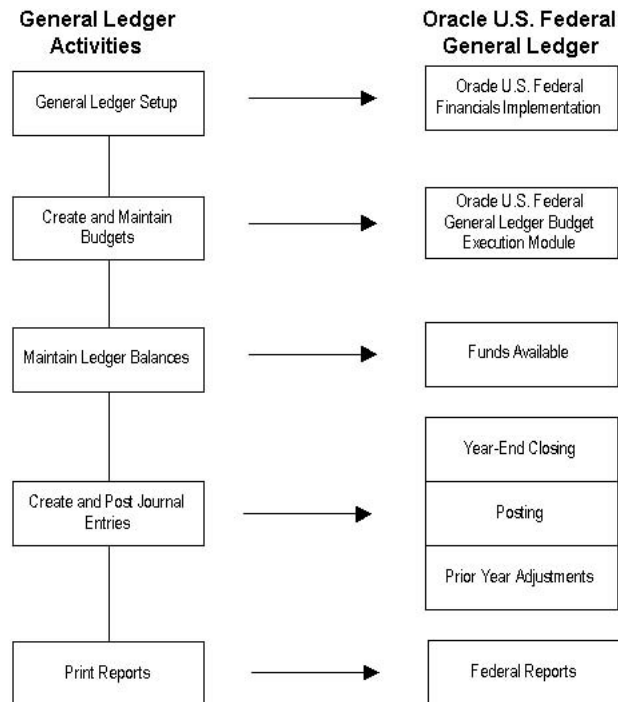 General Ledger
Activities
Oracle U.S. Federal
General Ledger
General Ledger Setup
Oracle U.S. Federal
Financials Implementation
Create and Maintain
Budgets
Oracle U.S. Federal
General Ledger Budget
Execution Module
Maintain Ledger Balances
Funds Available
Create and Post Journal
Entries
Year-End Closing
Posting
Prior Year Adjustments
Print Reports
Federal Reports